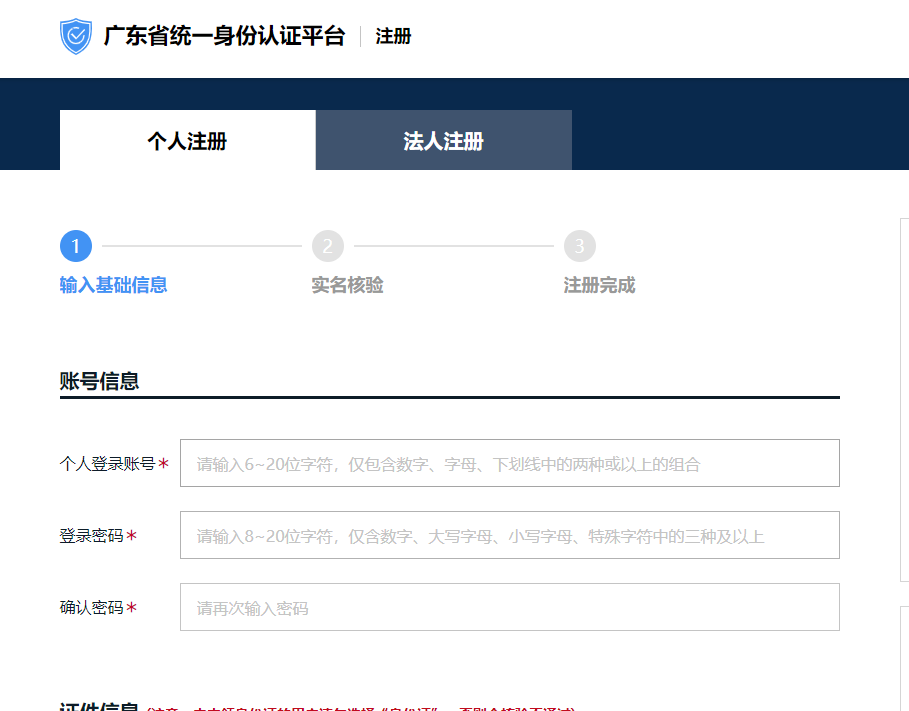 广东省统一身份认证平台 注册
个人注册 法人注册
1 2 3
输入基础信息 实名核验 注册完成
账号信息
个人登录账号* 请输入6~20位字符，仅包含数字、字母、下划线中的两种或以上的组合
登录密码* 请输入8~20位字符，仅含数字、大写字母、小写字母、特殊字符中的三种及以上
确认密码* 请再次输入密码
证件信息